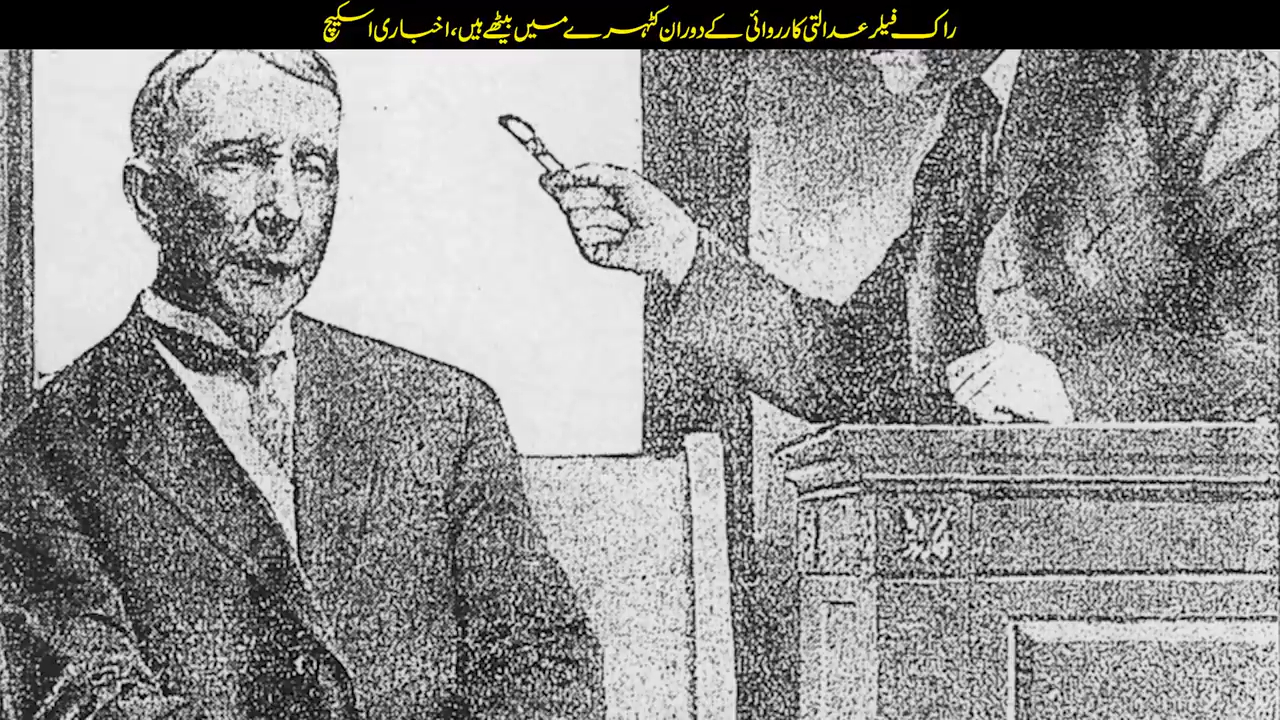 راک فیلر عدالتی کارروائی کے دوران کٹہرے میں بیٹھے ہیں، اخباری اسکیچ